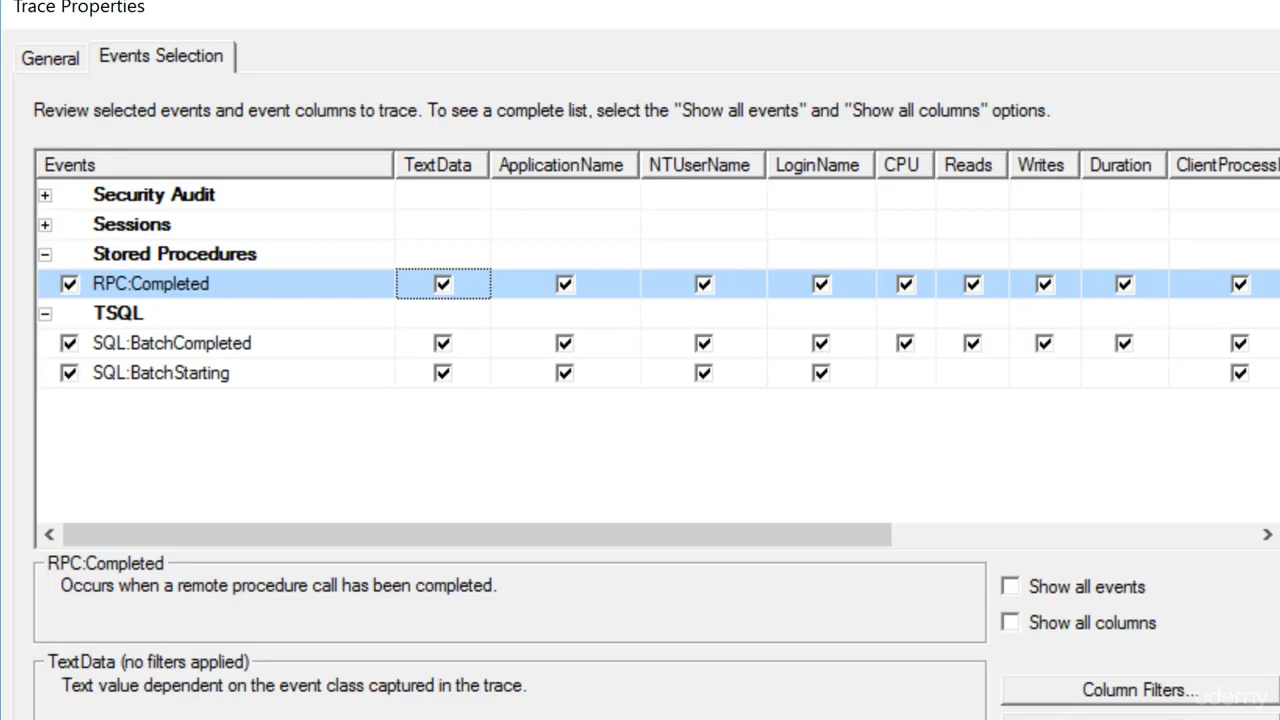 Trace Properties
General
Events Selection
Review selected events and event columns to trace. To see a complete list, select the "Show all events" and "Show all columns" options.
Events TextData ApplicationName NTUserName LoginName CPU Reads Writes Duration ClientProcessI
Security Audit
Sessions
Stored Procedures
RPC:Completed
TSQL
SQL:BatchCompleted
SQL:BatchStarting
RPC:Completed
Occurs when a remote procedure call has been completed.
Show all events
Show all columns
TextData (no filters applied)
Text value dependent on the event class captured in the trace.
Column Filters...
udemy